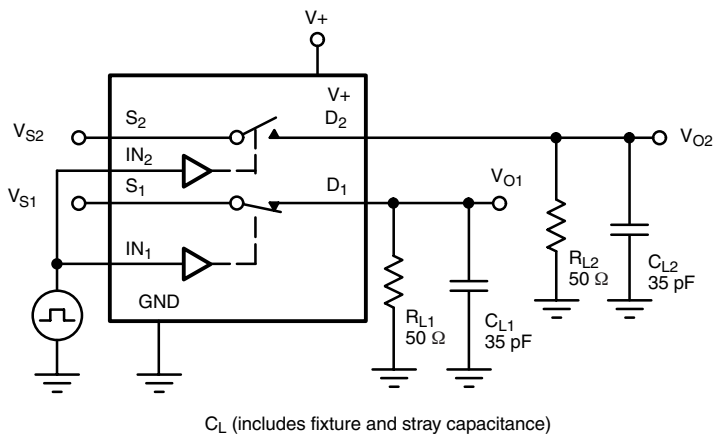 V+
V+
S2
D2
VS2
VO2
IN2
S1
D1
VS1
VO1
IN1
GND
RL2
50 Ω
CL2
35 pF
RL1
50 Ω
CL1
35 pF
CL (includes fixture and stray capacitance)